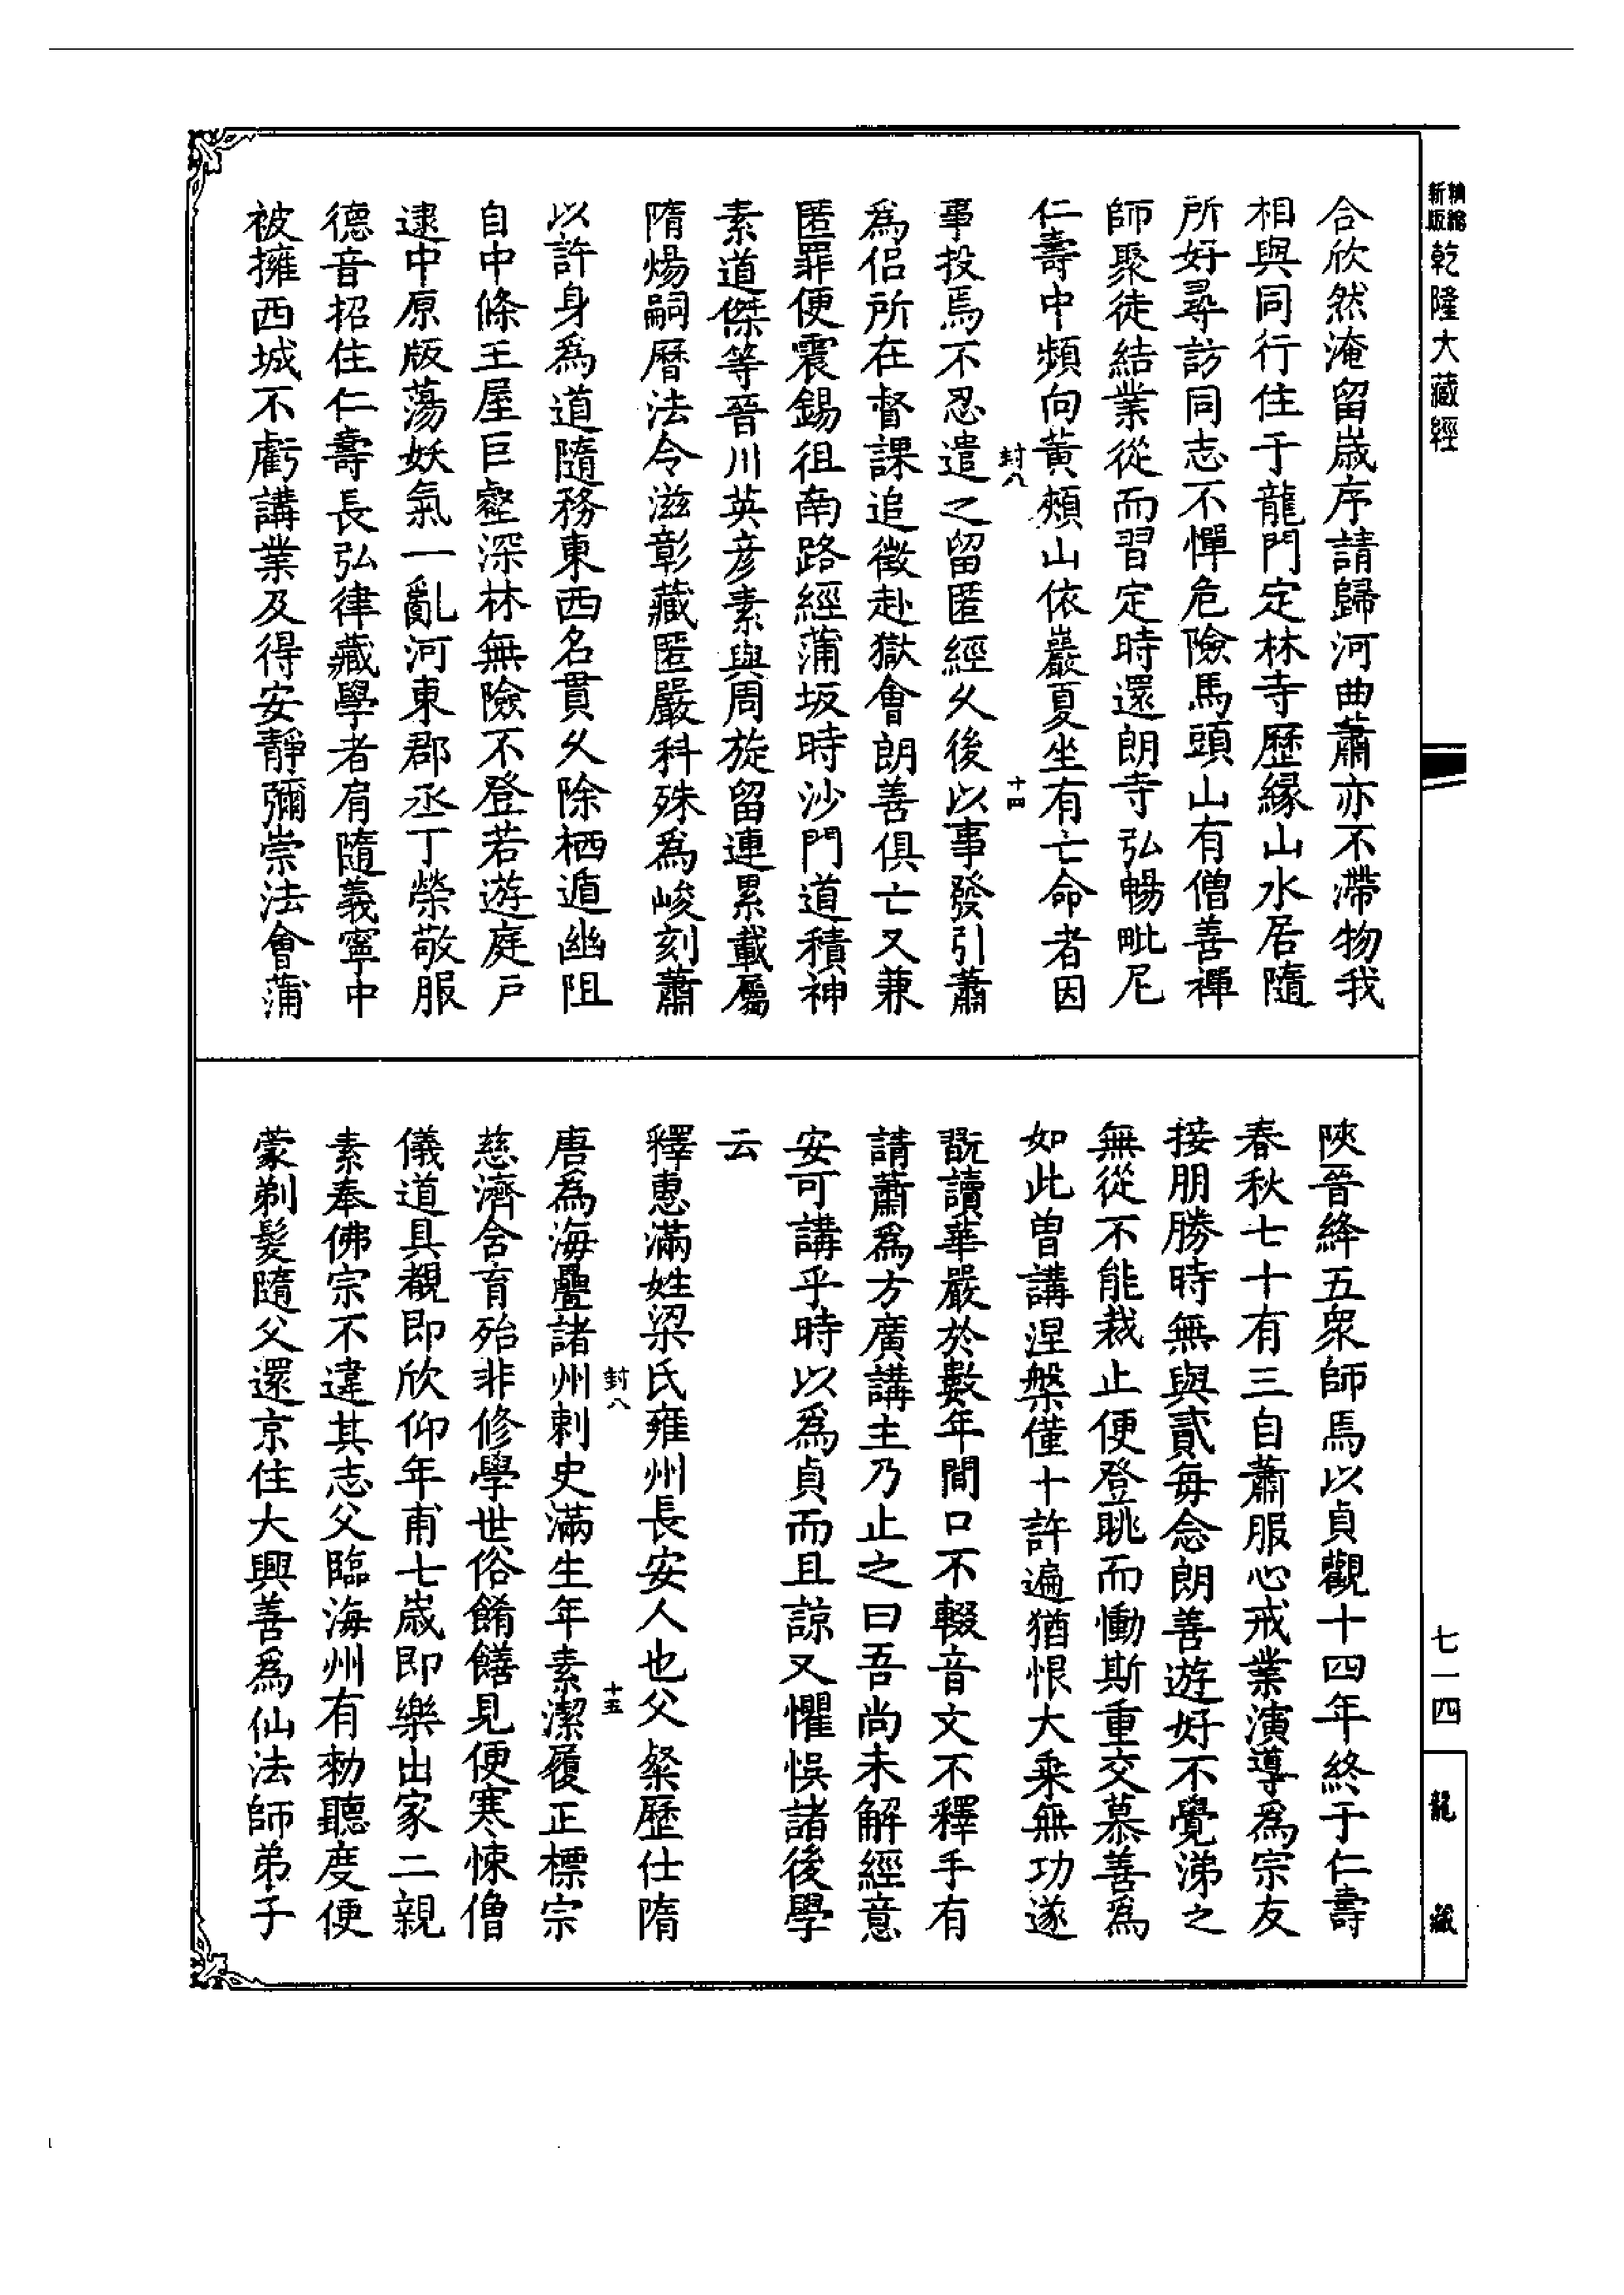 精縮新版 乾隆大藏經
合欣然淹留歲序請歸河曲蕭亦不滯物我
相與同行住于龍門定林寺歷緣山水居隨
所好尋訪同志不憚危險馬頭山有僧善禪
師聚徒結業從而習定時還朗寺弘暢毗尼
仁壽中頻向黃頰山依巖夏坐有亡命者因
封八 十四
事投焉不忍遣之留匿經久後以事發引蕭
為侶所在督課追徵赴獄會朗善俱亡又兼
匿罪便震錫徂南路經蒲坂時沙門道積神
素道傑等晉川英彥素與周旋留連累載屬
隋煬嗣曆法令滋彰藏匿嚴科殊為峻刻蕭
以許身為道隨務東西名貫久除栖遁幽阻
自中條王屋巨壑深林無險不登若遊庭戶
逮中原版蕩妖氣一亂河東郡丞丁榮敬服
德音招住仁壽長弘律藏學者肩隨義寧中
被擁西城不虧講業及得安靜彌崇法會蒲
陝晉絳五衆師焉以貞觀十四年終于仁壽
春秋七十有三自蕭服心戒業演導為宗友
接朋勝時無與貳每念朗善遊好不覺涕之
無從不能裁止便登眺而慟斯重交慕善為
如此曾講涅槃僅十許遍猶恨大乘無功遂
既讀華嚴於數年間口不輟音文不釋手有
請蕭為方廣講主乃止之曰吾尚未解經意
安可講乎時以為貞而且諒又懼悞諸後學
云
釋惠滿姓梁氏雍州長安人也父粲歷仕隋
封八 十五
唐為海疊諸州刺史滿生年素潔履正標宗
慈濟含育殆非修學世俗餚饍見便寒悚僧
儀道具覩即欣仰年甫七歲即樂出家二親
素奉佛宗不違其志父臨海州有勑聽度便
蒙剃髮隨父還京住大興善為仙法師弟子
七一四
龍藏